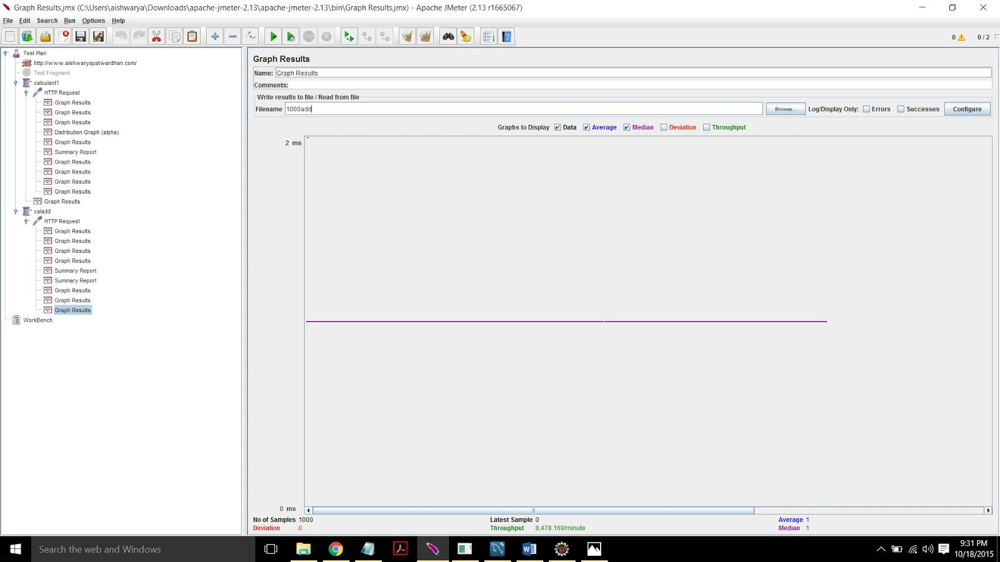 Graph Results.jmx (C:\Users\aishwarya\Downloads\apache-jmeter-2.13\apache-jmeter-2.13\bin\Graph Results.jmx) - Apache JMeter (2.13 r1665067)
File Edit Search Run Options Help
0 0 / 2
Test Plan
http://www.aishwaryapatwardhan.com/
Test Fragment
calculaot1
HTTP Request
Graph Results
Graph Results
Graph Results
Distribution Graph (alpha)
Graph Results
Summary Report
Graph Results
Graph Results
Graph Results
Graph Results
Graph Results
caladd
HTTP Request
Graph Results
Graph Results
Graph Results
Graph Results
Summary Report
Summary Report
Graph Results
Graph Results
Graph Results
WorkBench
Graph Results
Name: Graph Results
Comments:
Write results to file / Read from file
Filename 1000add Browse... Log/Display Only: Errors Successes Configure
Graphs to Display Data Average Median Deviation Throughput
2 ms
0 ms
No of Samples 1000 Latest Sample 0 Average 1
Deviation 0 Throughput 8,478.169/minute Median 1
Search the web and Windows
9:31 PM
10/18/2015